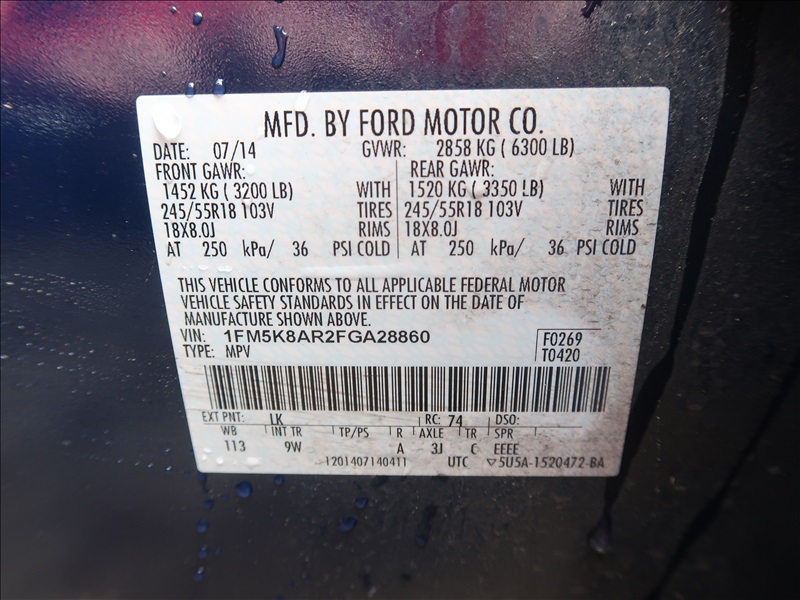 MFD. BY FORD MOTOR CO.
DATE: 07/14 GVWR: 2858 KG ( 6300 LB)
FRONT GAWR: REAR GAWR:
1452 KG ( 3200 LB) WITH 1520 KG ( 3350 LB) WITH
245/55R18 103V TIRES 245/55R18 103V TIRES
18X8.0J RIMS 18X8.0J RIMS
AT 250 kPa/ 36 PSI COLD AT 250 kPa/ 36 PSI COLD
THIS VEHICLE CONFORMS TO ALL APPLICABLE FEDERAL MOTOR
VEHICLE SAFETY STANDARDS IN EFFECT ON THE DATE OF
MANUFACTURE SHOWN ABOVE.
VIN: 1FM5K8AR2FGA28860 F0269
TYPE: MPV T0420
EXT PNT: LK RC: 74 DSO:
WB INT TR TP/PS R AXLE TR SPR
113 9W A 3J C EEEE
1201407140411 UTC ▽5U5A-1520472-BA